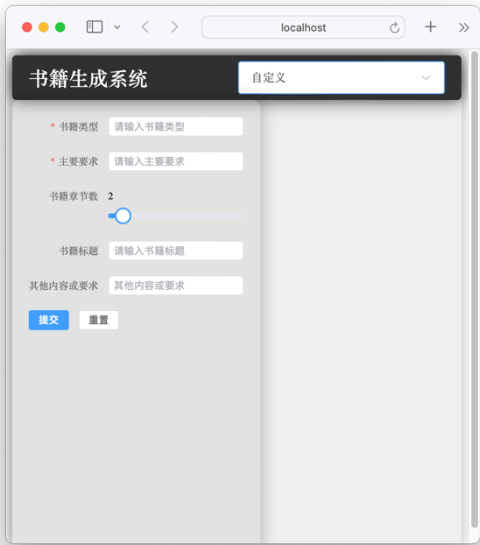 localhost
书籍生成系统
自定义
* 书籍类型 请输入书籍类型
* 主要要求 请输入主要要求
书籍章节数 2
书籍标题 请输入书籍标题
其他内容或要求 其他内容或要求
提交 重置